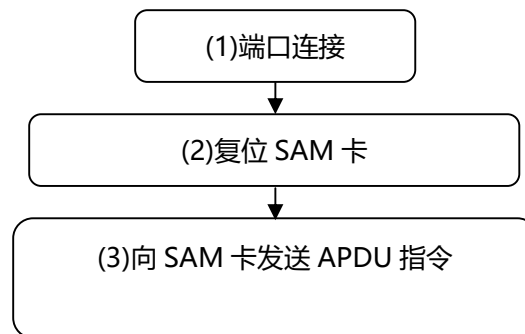 (1)端口连接
(2)复位 SAM 卡
(3)向 SAM 卡发送 APDU 指令